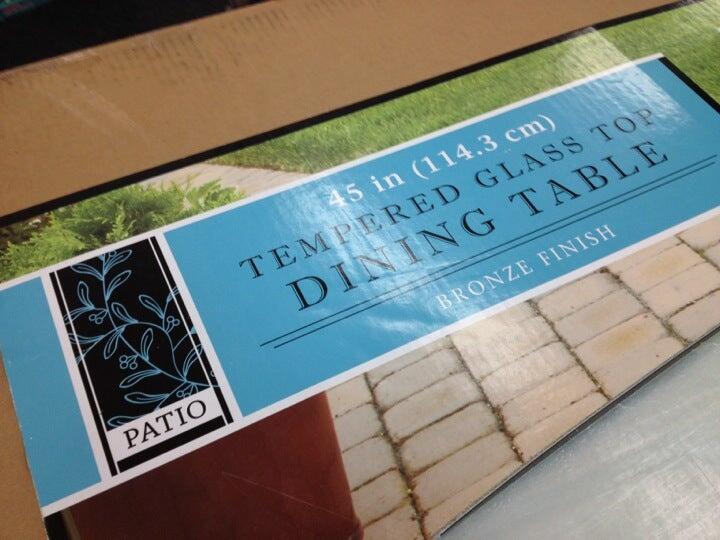 45 in (114.3 cm)
TEMPERED GLASS TOP
DINING TABLE
BRONZE FINISH
PATIO